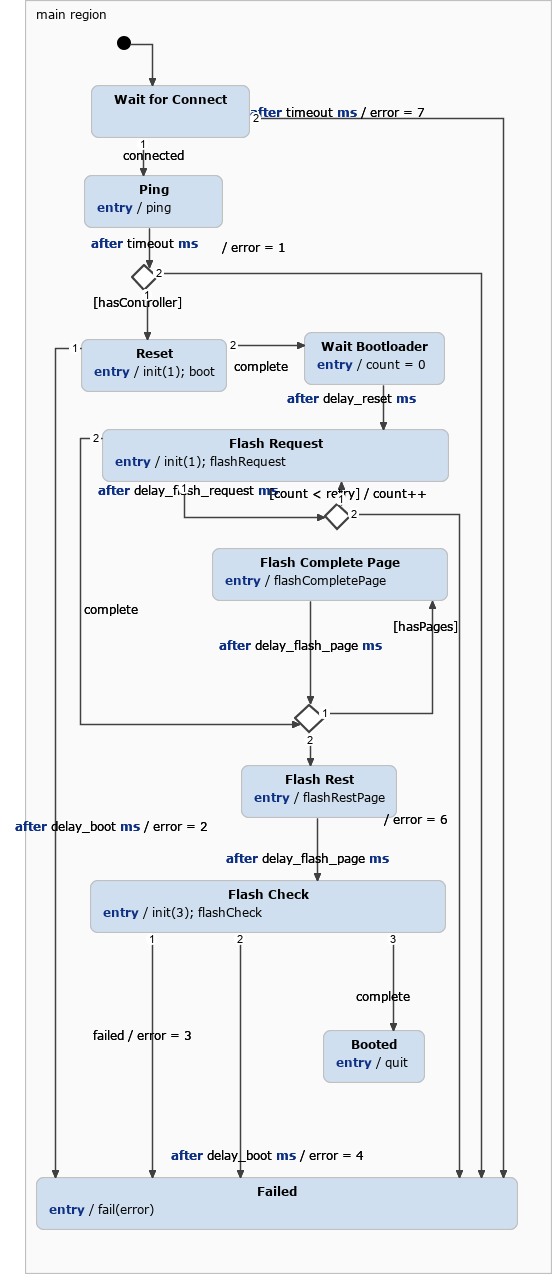 main region
Wait for Connect
after timeout ms / error = 7
2
1
connected
Ping
entry / ping
after timeout ms
/ error = 1
2
1
[hasController]
Reset
entry / init(1); boot
1
2
complete
Wait Bootloader
entry / count = 0
after delay_reset ms
2
Flash Request
entry / init(1); flashRequest
after delay_flash_request ms
1
[count < retry] / count++
1
2
Flash Complete Page
entry / flashCompletePage
complete
[hasPages]
after delay_flash_page ms
1
2
Flash Rest
entry / flashRestPage
/ error = 6
after delay_boot ms / error = 2
after delay_flash_page ms
Flash Check
entry / init(3); flashCheck
1
2
3
complete
failed / error = 3
Booted
entry / quit
after delay_boot ms / error = 4
Failed
entry / fail(error)